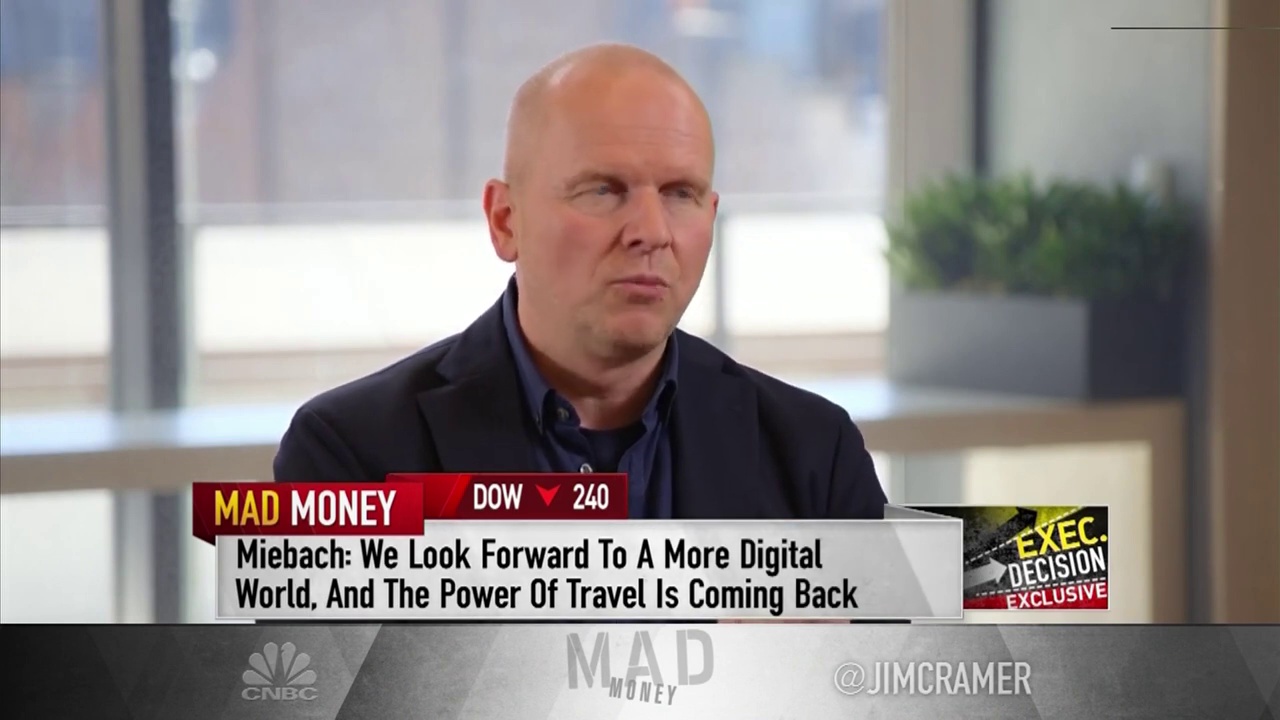 MAD MONEY
DOW 240
Miebach: We Look Forward To A More Digital
World, And The Power Of Travel Is Coming Back
EXEC.
DECISION
EXCLUSIVE
CNBC
MAD
MONEY
@JIMCRAMER